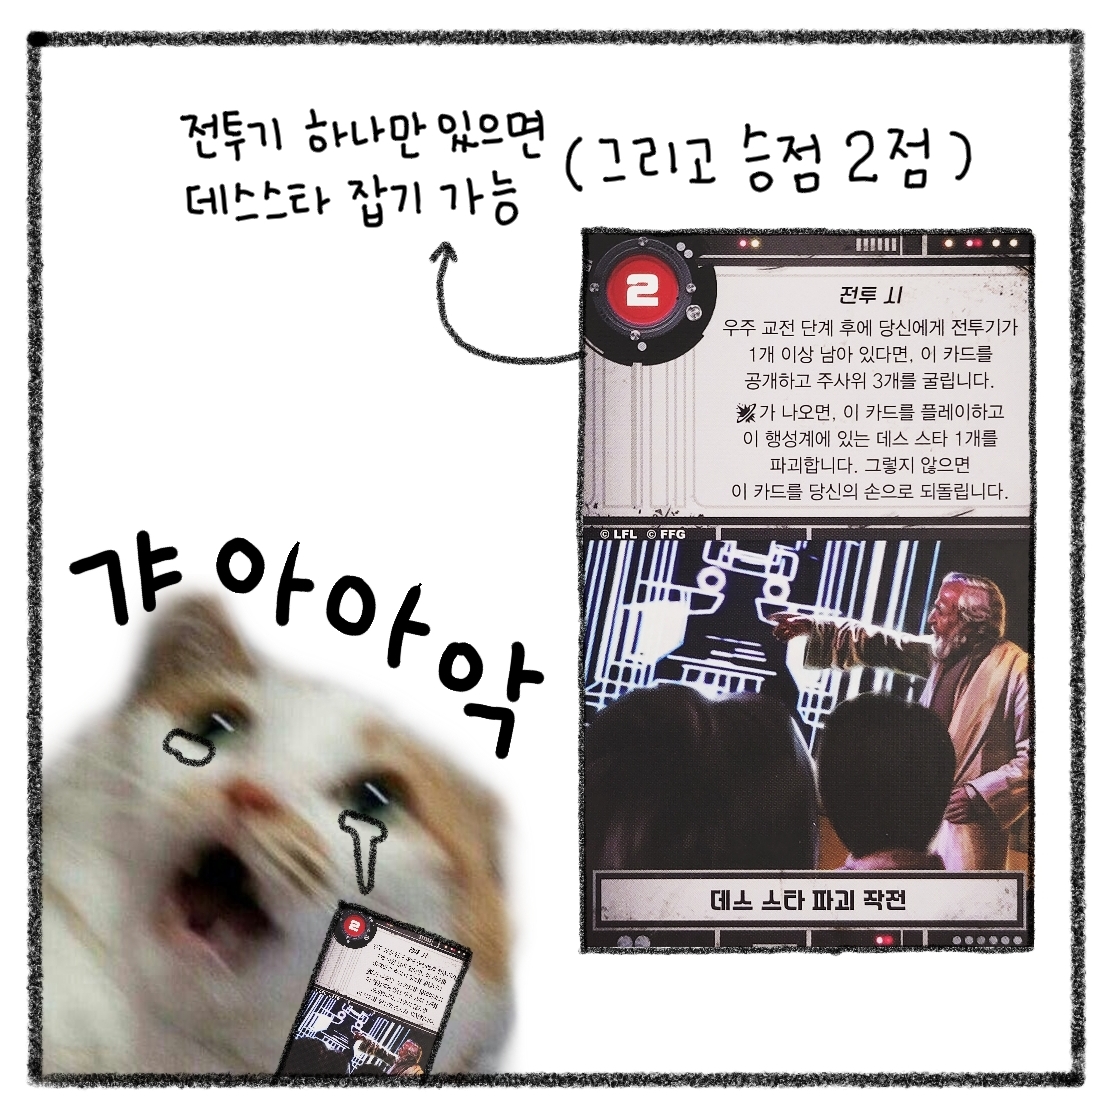 전투기 하나만 있으면
데스스타 잡기 가능
(그리고 승점 2점)
2
전투 시
우주 교전 단계 후에 당신에게 전투기가
1개 이상 남아 있다면, 이 카드를
공개하고 주사위 3개를 굴립니다.
가 나오면, 이 카드를 플레이하고
이 행성계에 있는 데스 스타 1개를
파괴합니다. 그렇지 않으면
이 카드를 당신의 손으로 되돌립니다.
© LFL © FFG
데스 스타 파괴 작전
갸아아악
2
전투 시